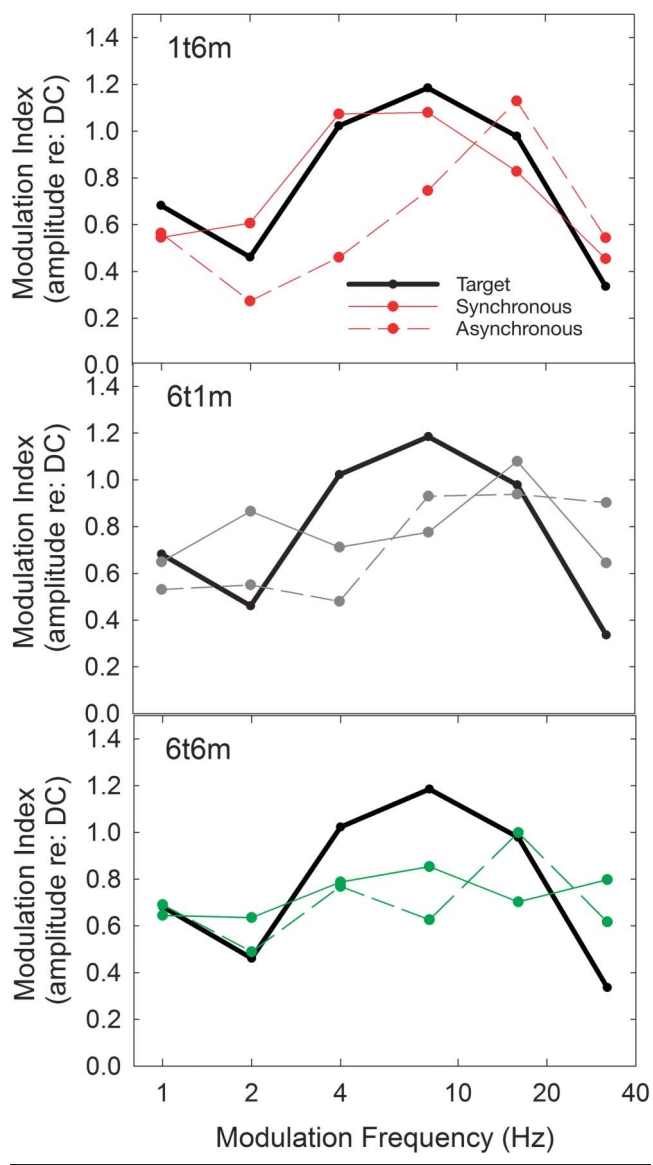 1t6m
Modulation Index
(amplitude re: DC)
1.4
1.2
1.0
0.8
0.6
0.4
0.2
0.0
Target
Synchronous
Asynchronous
6t1m
Modulation Index
(amplitude re: DC)
1.4
1.2
1.0
0.8
0.6
0.4
0.2
0.0
6t6m
Modulation Index
(amplitude re: DC)
1.4
1.2
1.0
0.8
0.6
0.4
0.2
0.0
1 2 4 10 20 40
Modulation Frequency (Hz)